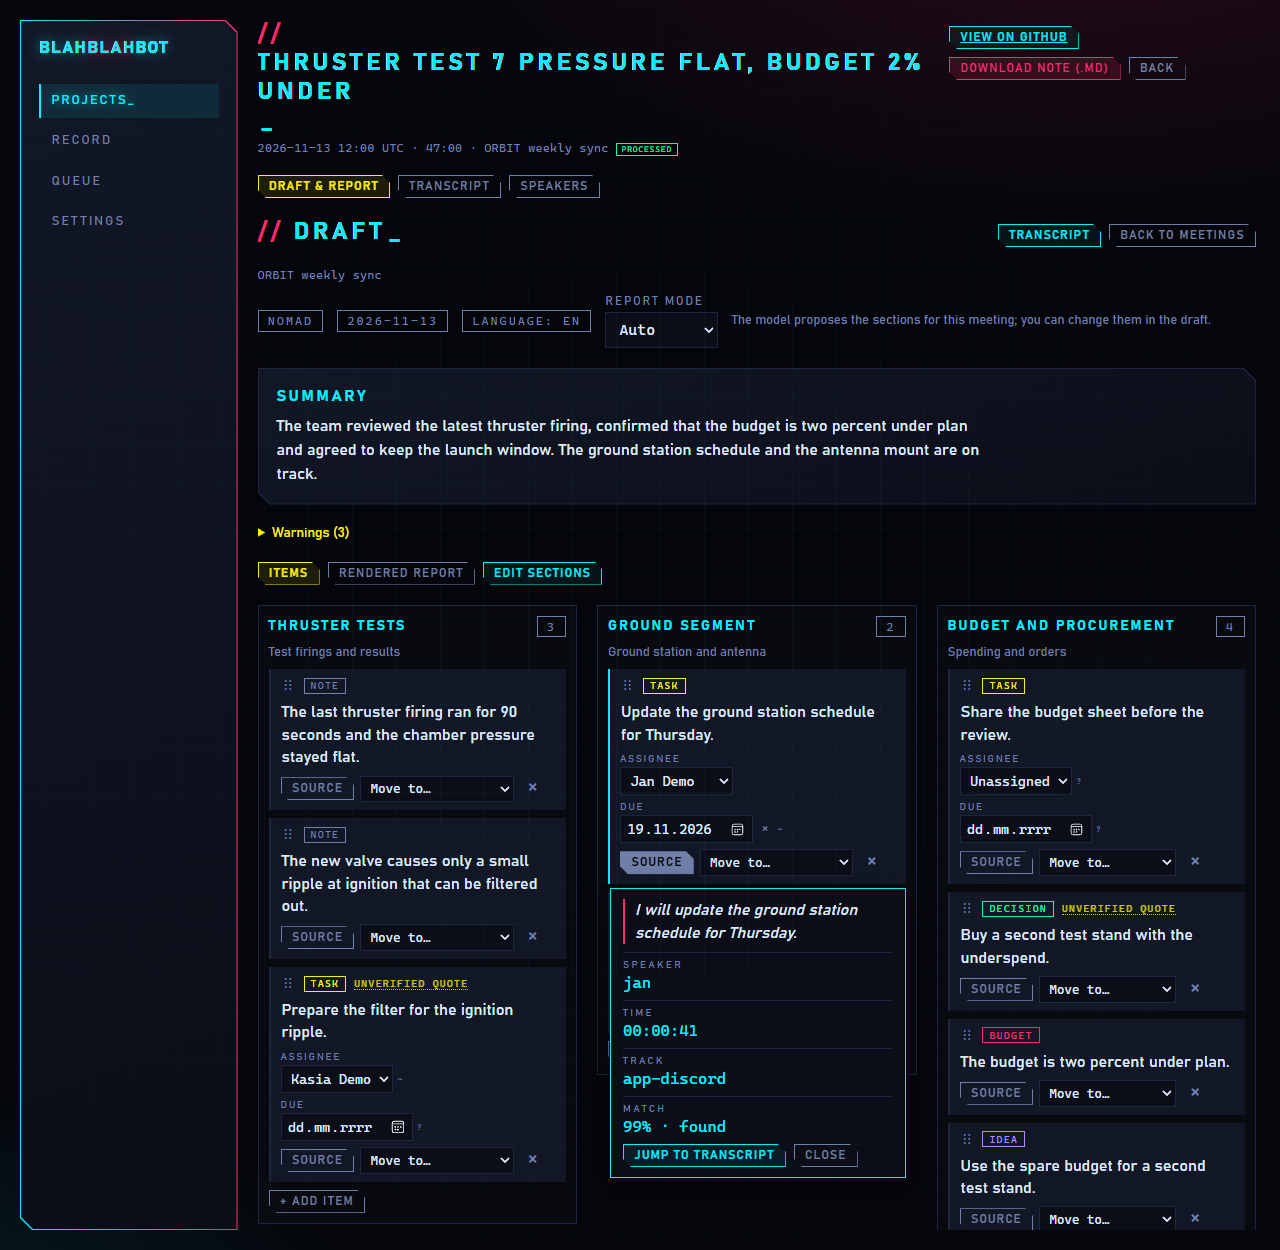 BLAHBLAHBOT
PROJECTS_
RECORD
QUEUE
SETTINGS
//
THRUSTER TEST 7 PRESSURE FLAT, BUDGET 2%
UNDER
_
2026-11-13 12:00 UTC · 47:00 · ORBIT weekly sync PROCESSED
VIEW ON GITHUB
DOWNLOAD NOTE (.MD) BACK
DRAFT & REPORT TRANSCRIPT SPEAKERS
// DRAFT_
TRANSCRIPT BACK TO MEETINGS
ORBIT weekly sync
REPORT MODE
NOMAD 2026-11-13 LANGUAGE: EN Auto The model proposes the sections for this meeting; you can change them in the draft.
SUMMARY
The team reviewed the latest thruster firing, confirmed that the budget is two percent under plan
and agreed to keep the launch window. The ground station schedule and the antenna mount are on
track.
▶ Warnings (3)
ITEMS RENDERED REPORT EDIT SECTIONS
THRUSTER TESTS 3
Test firings and results
NOTE
The last thruster firing ran for 90
seconds and the chamber pressure
stayed flat.
SOURCE Move to… ×
NOTE
The new valve causes only a small
ripple at ignition that can be filtered
out.
SOURCE Move to… ×
TASK UNVERIFIED QUOTE
Prepare the filter for the ignition
ripple.
ASSIGNEE
Kasia Demo ~
DUE
dd.mm.rrrr ?
SOURCE Move to… ×
+ ADD ITEM
GROUND SEGMENT 2
Ground station and antenna
TASK
Update the ground station schedule
for Thursday.
ASSIGNEE
Jan Demo
DUE
19.11.2026 × ~
SOURCE Move to… ×
I will update the ground station
schedule for Thursday.
SPEAKER
jan
TIME
00:00:41
TRACK
app-discord
MATCH
99% · found
JUMP TO TRANSCRIPT CLOSE
BUDGET AND PROCUREMENT 4
Spending and orders
TASK
Share the budget sheet before the
review.
ASSIGNEE
Unassigned ?
DUE
dd.mm.rrrr ?
SOURCE Move to… ×
DECISION UNVERIFIED QUOTE
Buy a second test stand with the
underspend.
SOURCE Move to… ×
BUDGET
The budget is two percent under plan.
SOURCE Move to… ×
IDEA
Use the spare budget for a second
test stand.
SOURCE Move to… ×